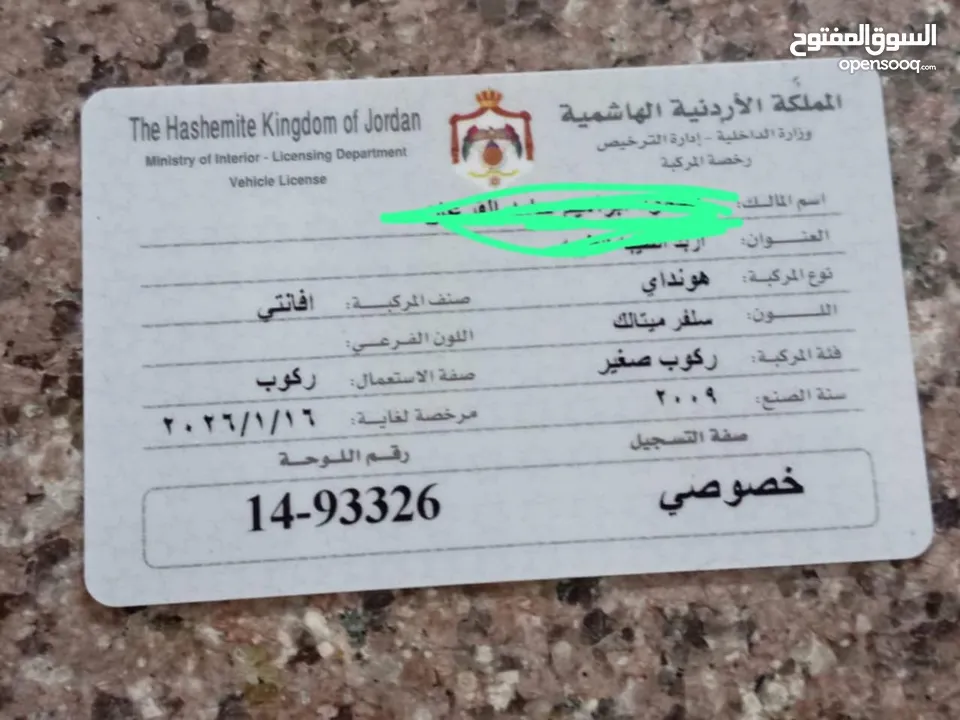 السوق المفتوح
opensooq.com
The Hashemite Kingdom of Jordan
المملكة الأردنية الهاشمية
Ministry of Interior - Licensing Department
وزارة الداخلية - إدارة الترخيص
Vehicle License
رخصة المركبة
اسم المالك:
العنوان: اربد
نوع المركبة: هونداي صنف المركبة: افانتي
اللون: سلفر ميتالك اللون الفرعي:
فئة المركبة: ركوب صغير صفة الاستعمال: ركوب
سنة الصنع: ٢٠٠٩ مرخصة لغاية: ٢٠٢٦/١/١٦
صفة التسجيل رقم اللوحة
خصوصي 14-93326